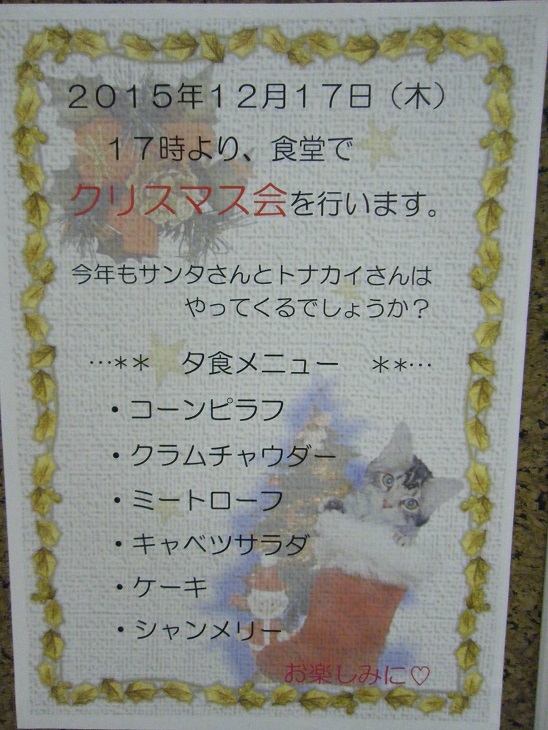 ２０１５年１２月１７日（木）
１７時より、食堂で
クリスマス会を行います。
今年もサンタさんとトナカイさんは
やってくるでしょうか？
…＊＊　夕食メニュー　＊＊…
・コーンピラフ
・クラムチャウダー
・ミートローフ
・キャベツサラダ
・ケーキ
・シャンメリー
お楽しみに♡